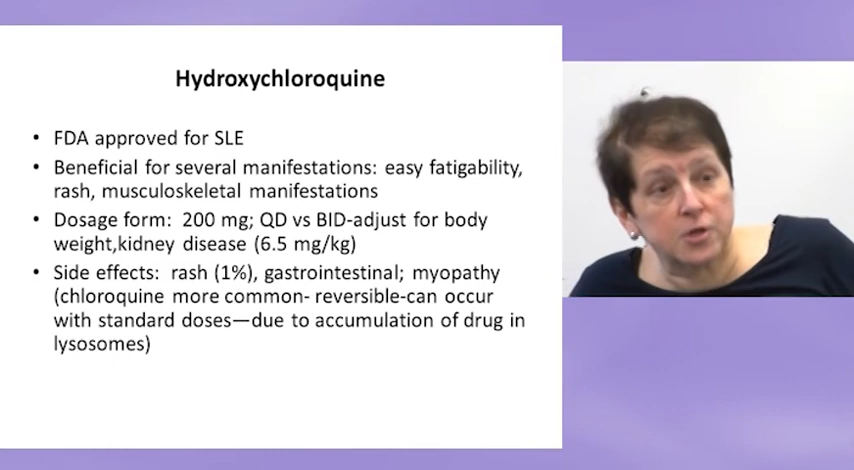 Hydroxychloroquine
• FDA approved for SLE
• Beneficial for several manifestations: easy fatigability,
rash, musculoskeletal manifestations
• Dosage form: 200 mg; QD vs BID-adjust for body
weight,kidney disease (6.5 mg/kg)
• Side effects: rash (1%), gastrointestinal; myopathy
(chloroquine more common- reversible-can occur
with standard doses—due to accumulation of drug in
lysosomes)